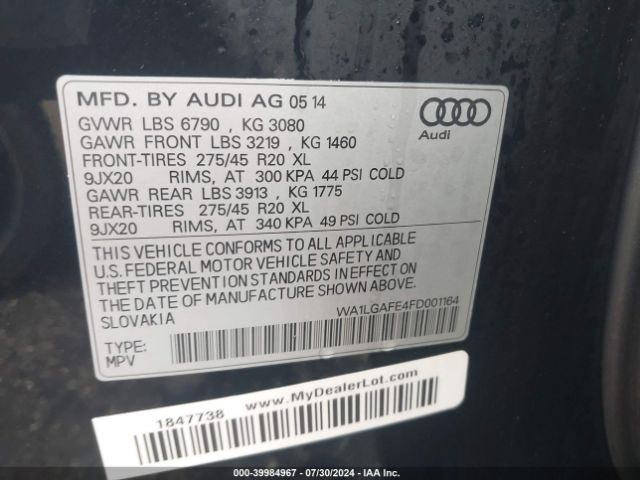 MFD. BY AUDI AG 05 14
GVWR LBS 6790 , KG 3080
GAWR FRONT LBS 3219 , KG 1460
FRONT-TIRES 275/45 R20 XL
9JX20 RIMS, AT 300 KPA 44 PSI COLD
GAWR REAR LBS 3913 , KG 1775
REAR-TIRES 275/45 R20 XL
9JX20 RIMS, AT 340 KPA 49 PSI COLD
Audi
THIS VEHICLE CONFORMS TO ALL APPLICABLE
U.S. FEDERAL MOTOR VEHICLE SAFETY AND
THEFT PREVENTION STANDARDS IN EFFECT ON
THE DATE OF MANUFACTURE SHOWN ABOVE.
SLOVAKIA
WA1LGAFE4FD001164
TYPE:
MPV
1847738 www.MyDealerLot.com
000-39984967 - 07/30/2024 - IAA Inc.